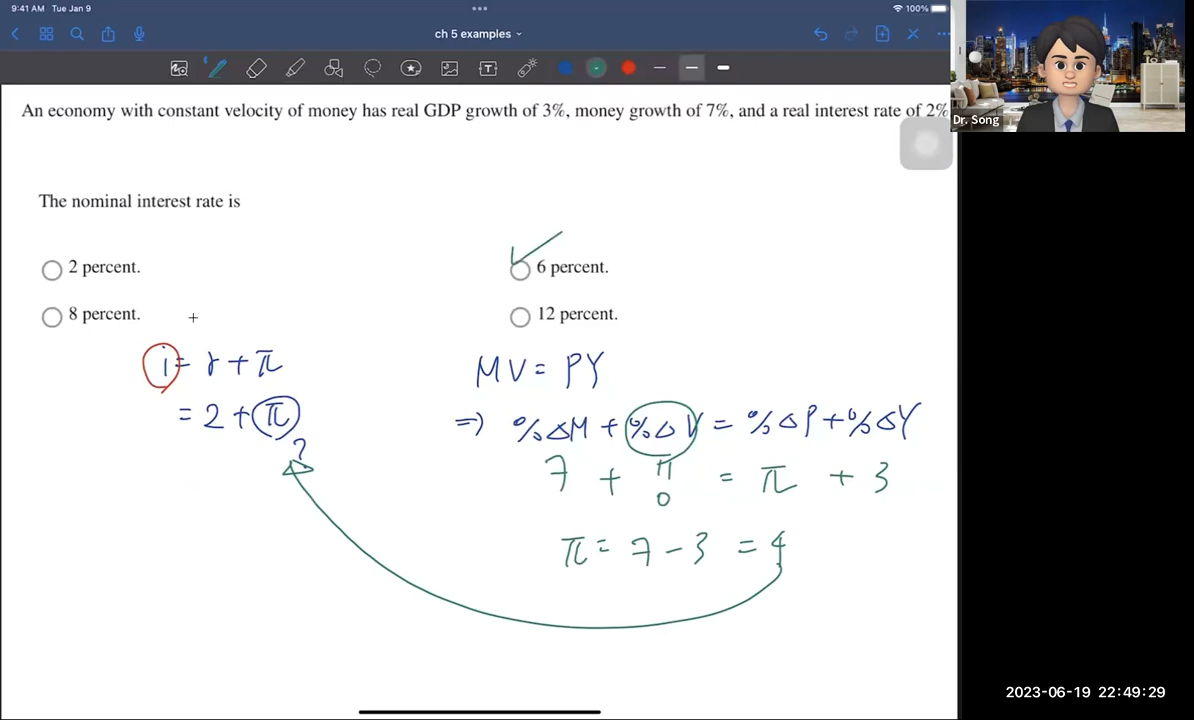 9:41 AM Tue Jan 9
100%
ch 5 examples
T
An economy with constant velocity of money has real GDP growth of 3%, money growth of 7%, and a real interest rate of 2%
Dr. Song
The nominal interest rate is
2 percent.
6 percent.
8 percent.
12 percent.
i = r + π
= 2 + π
?
MV = PY
⇒ %ΔM + %ΔV = %ΔP + %ΔY
7 + 0 = π + 3
π = 7 - 3 = 4
2023-06-19 22:49:29